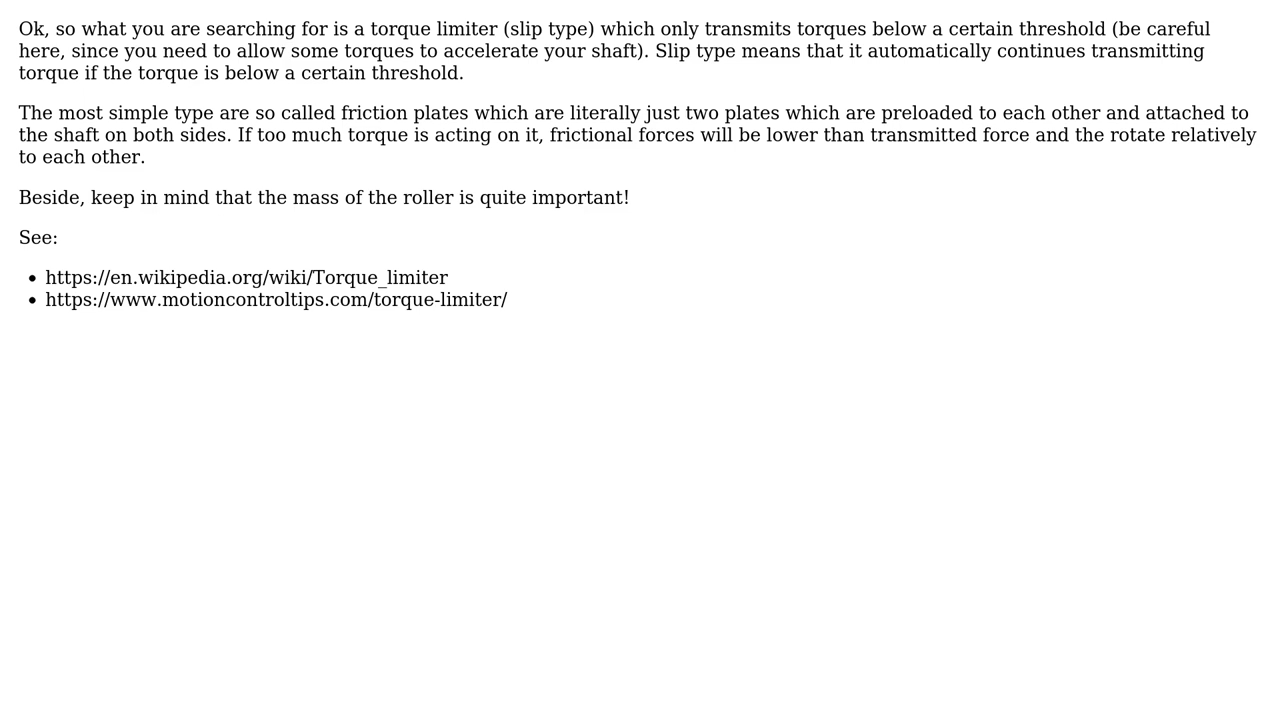 Ok, so what you are searching for is a torque limiter (slip type) which only transmits torques below a certain threshold (be careful
here, since you need to allow some torques to accelerate your shaft). Slip type means that it automatically continues transmitting
torque if the torque is below a certain threshold.
The most simple type are so called friction plates which are literally just two plates which are preloaded to each other and attached to
the shaft on both sides. If too much torque is acting on it, frictional forces will be lower than transmitted force and the rotate relatively
to each other.
Beside, keep in mind that the mass of the roller is quite important!
See:
• https://en.wikipedia.org/wiki/Torque_limiter
• https://www.motioncontroltips.com/torque-limiter/